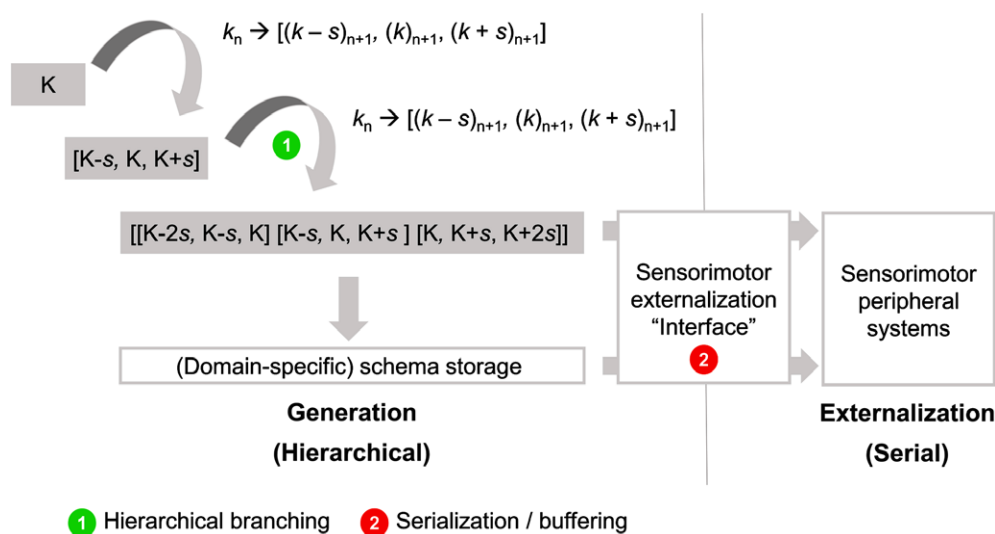 kn → [(k – s)n+1, (k)n+1, (k + s)n+1]
K
kn → [(k – s)n+1, (k)n+1, (k + s)n+1]
1
[K-s, K, K+s]
[[K-2s, K-s, K] [K-s, K, K+s ] [K, K+s, K+2s]]
Sensorimotor
externalization
“Interface”
2
Sensorimotor
peripheral
systems
(Domain-specific) schema storage
Generation
(Hierarchical)
Externalization
(Serial)
1 Hierarchical branching
2 Serialization / buffering